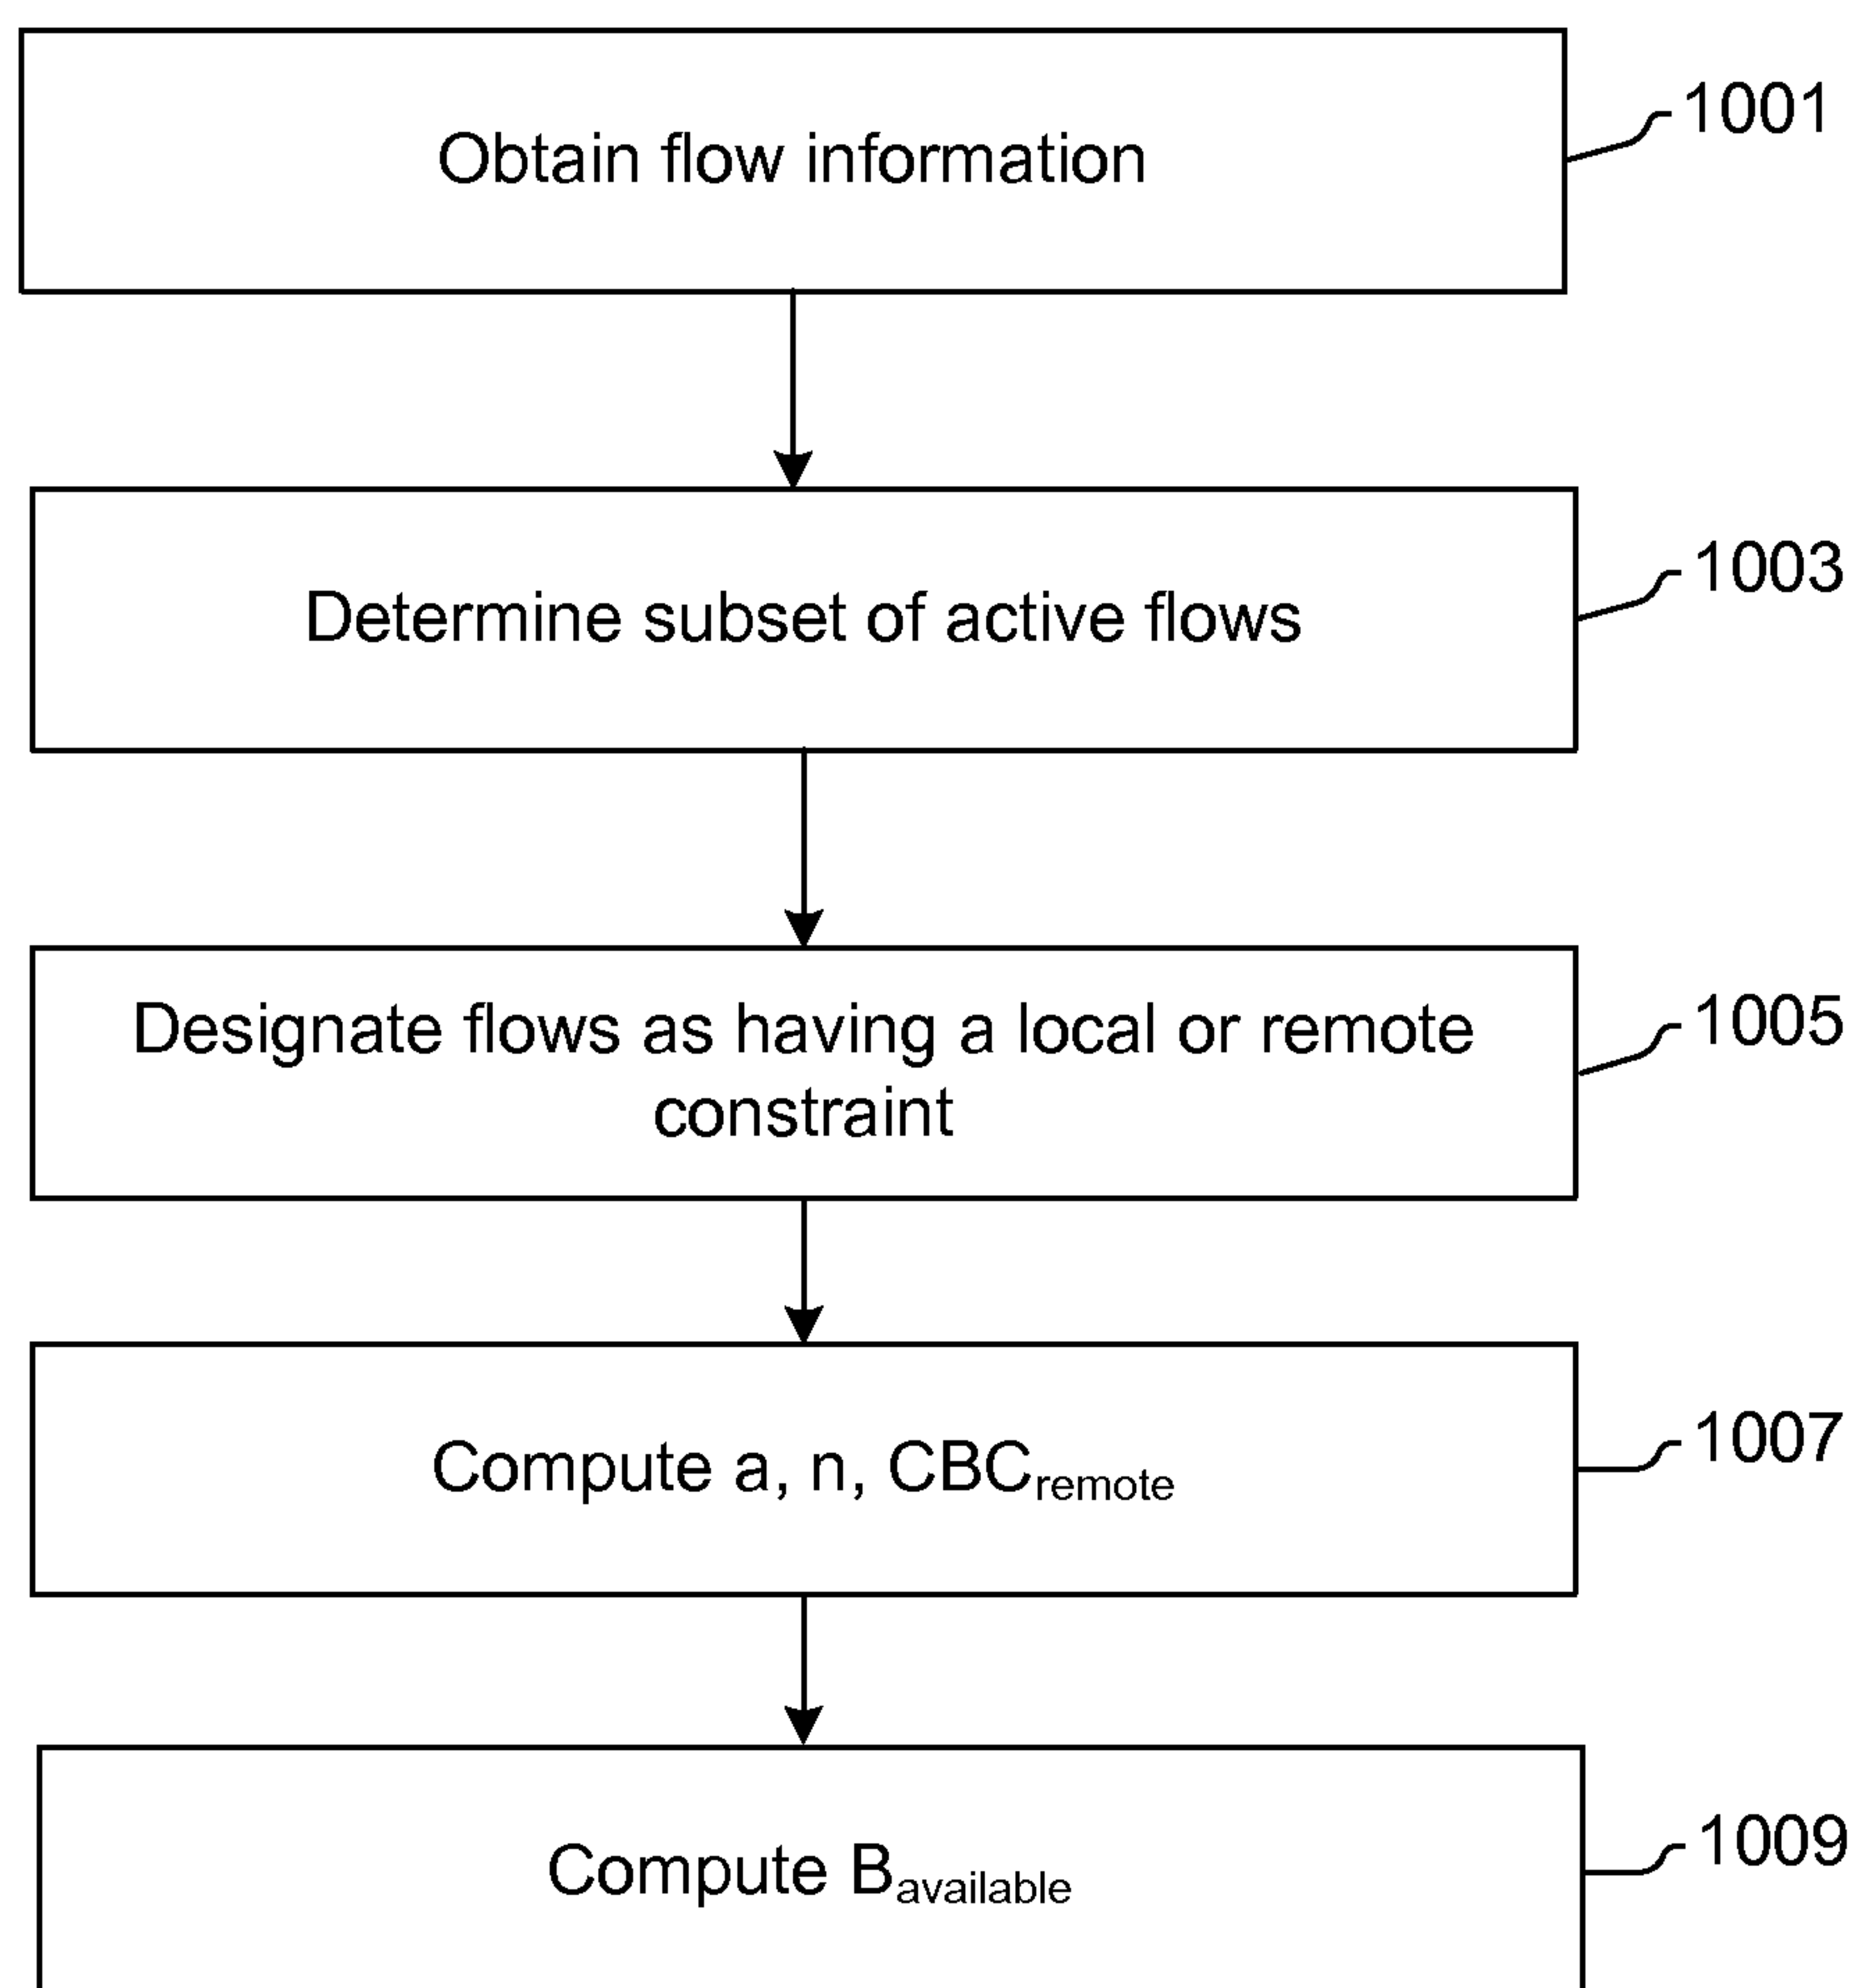 Obtain flow information
1001
Determine subset of active flows
1003
Designate flows as having a local or remote
constraint
1005
Compute a, n, CBCremote
1007
Compute Bavailable
1009